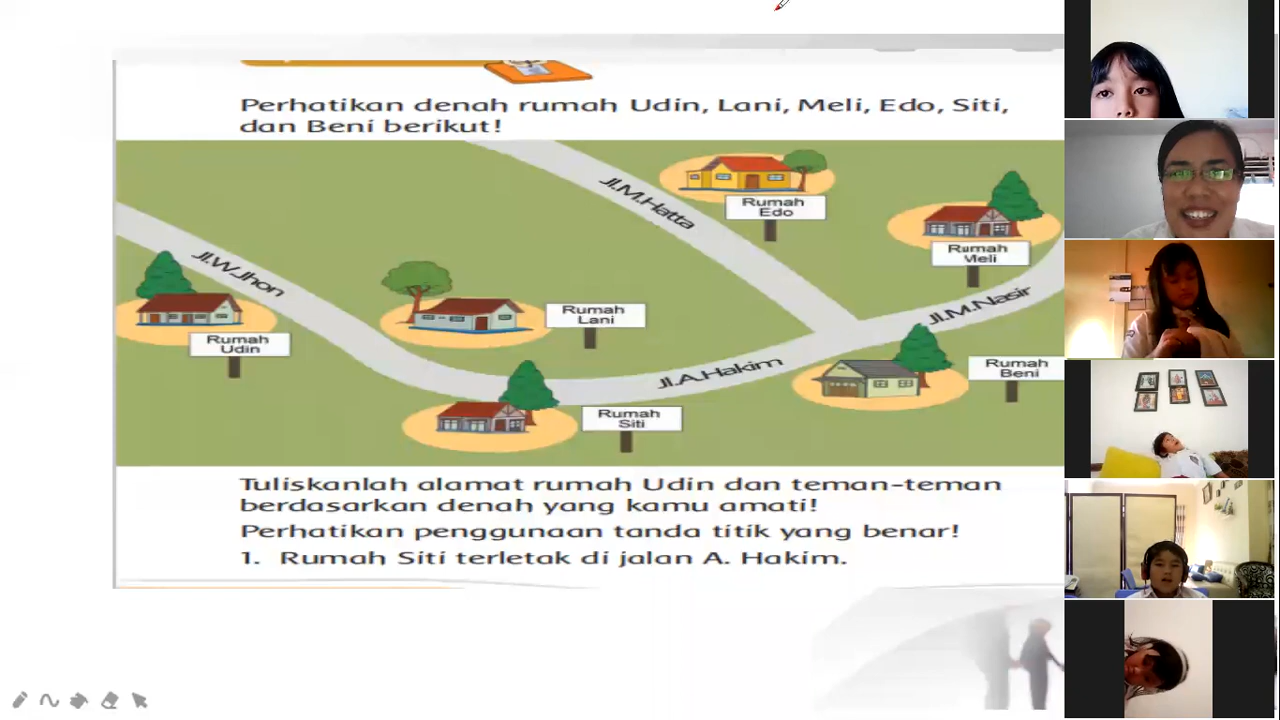 Perhatikan denah rumah Udin, Lani, Meli, Edo, Siti,
dan Beni berikut!
Jl.M.Hatta
Rumah
Edo
Rumah
Meli
Jl.W.Jhon
Rumah
Lani
Jl.M.Nasir
Rumah
Udin
Jl.A.Hakim
Rumah
Beni
Rumah
Siti
Tuliskanlah alamat rumah Udin dan teman-teman
berdasarkan denah yang kamu amati!
Perhatikan penggunaan tanda titik yang benar!
1. Rumah Siti terletak di jalan A. Hakim.